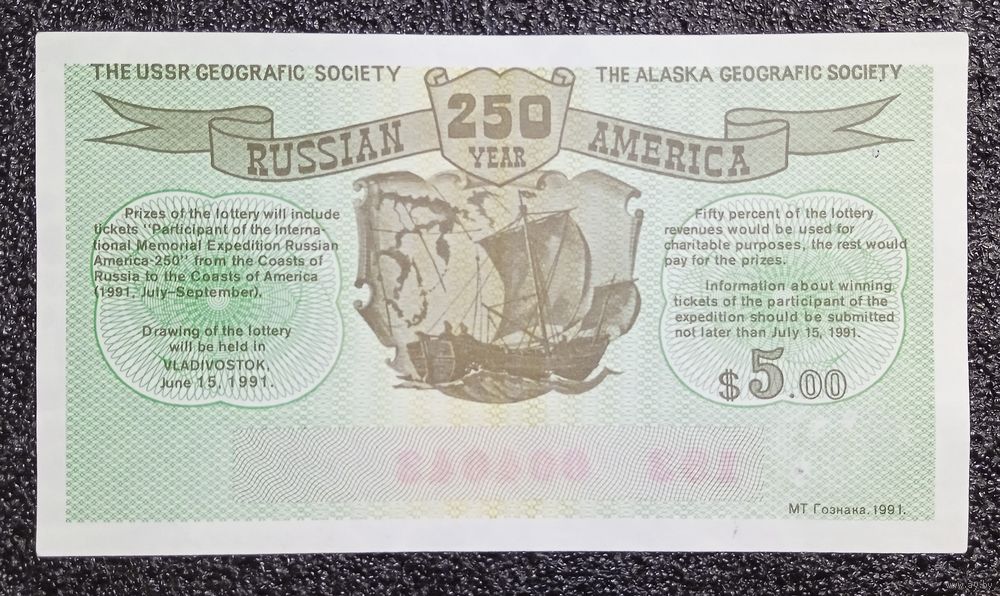 THE USSR GEOGRAFIC SOCIETY
THE ALASKA GEOGRAFIC SOCIETY
RUSSIAN
250
YEAR
AMERICA
Prizes of the lottery will include
tickets "Participant of the Interna-
tional Memorial Expedition Russian
America-250" from the Coasts of
Russia to the Coasts of America
(1991, July–September).
Drawing of the lottery
will be held in
VLADIVOSTOK,
June 15, 1991.
Fifty percent of the lottery
revenues would be used for
charitable purposes, the rest would
pay for the prizes.
Information about winning
tickets of the participant of the
expedition should be submitted
not later than July 15, 1991.
$5.00
МТ Гознака. 1991.
www.ay.by